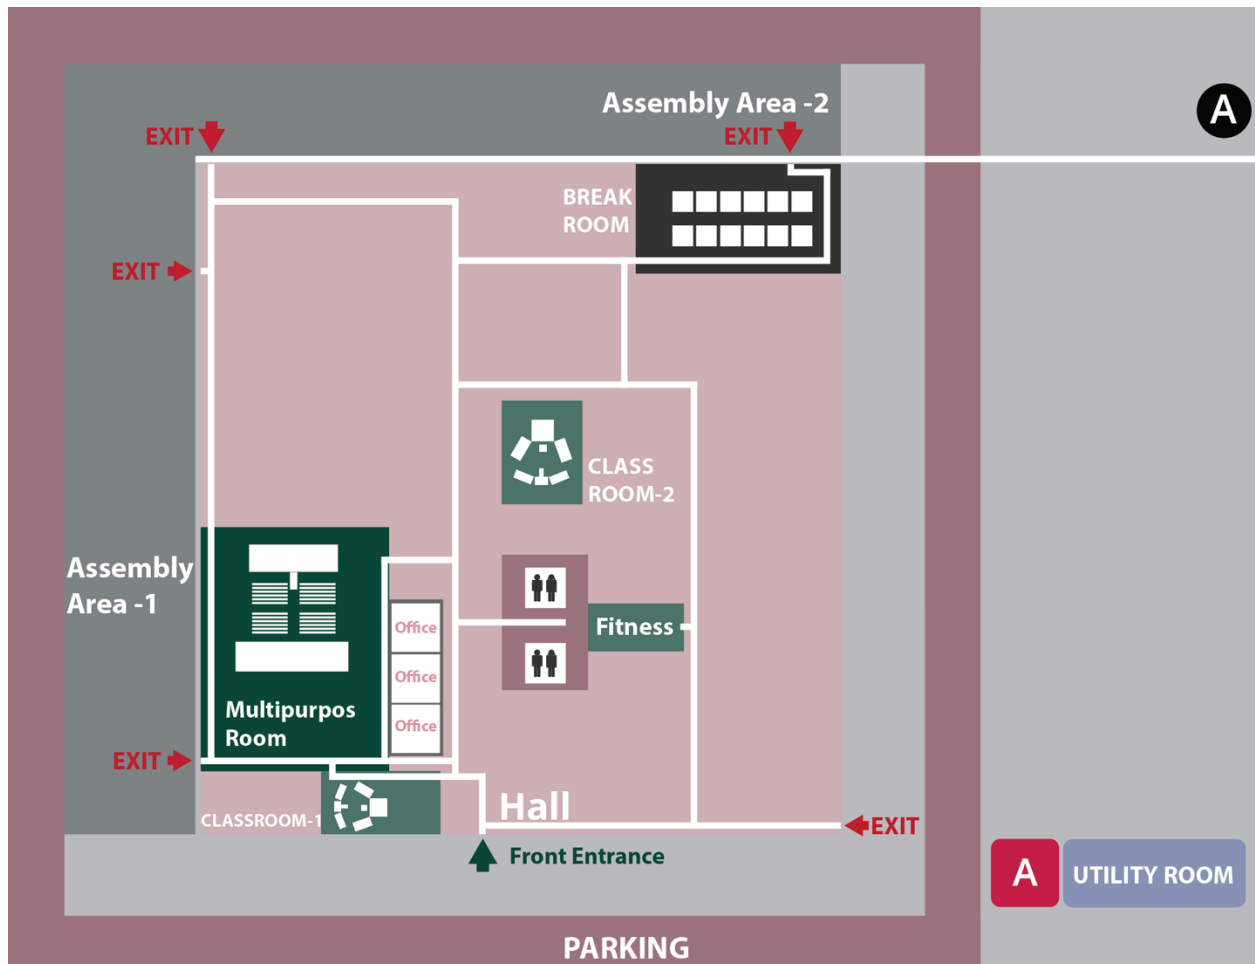 Assembly Area -2
A
EXIT
EXIT
BREAK
ROOM
EXIT
CLASS
ROOM-2
Assembly
Area -1
Office
Fitness
Office
Multipurpos
Room
Office
EXIT
CLASSROOM-1
Hall
EXIT
Front Entrance
A
UTILITY ROOM
PARKING